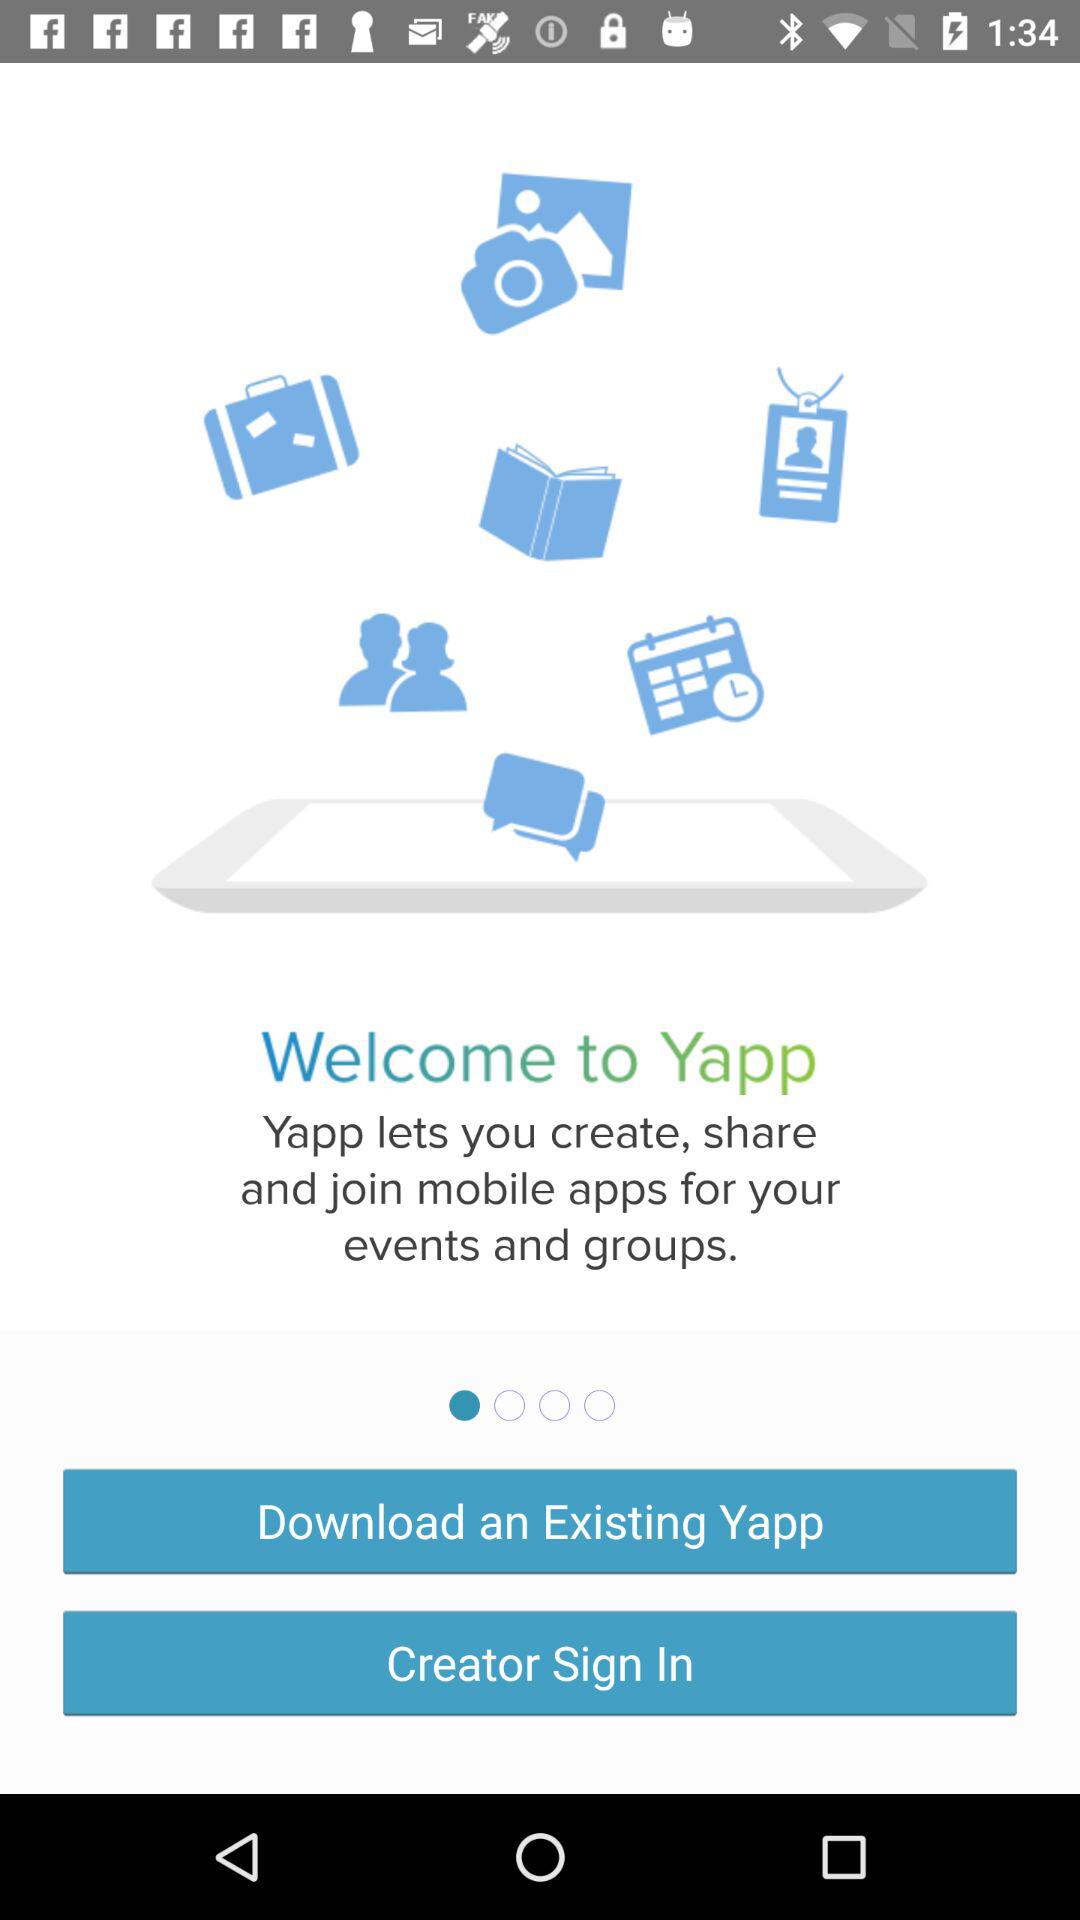 FAKE
1:34
Welcome to Yapp
Yapp lets you create, share
and join mobile apps for your
events and groups.
Download an Existing Yapp
Creator Sign In